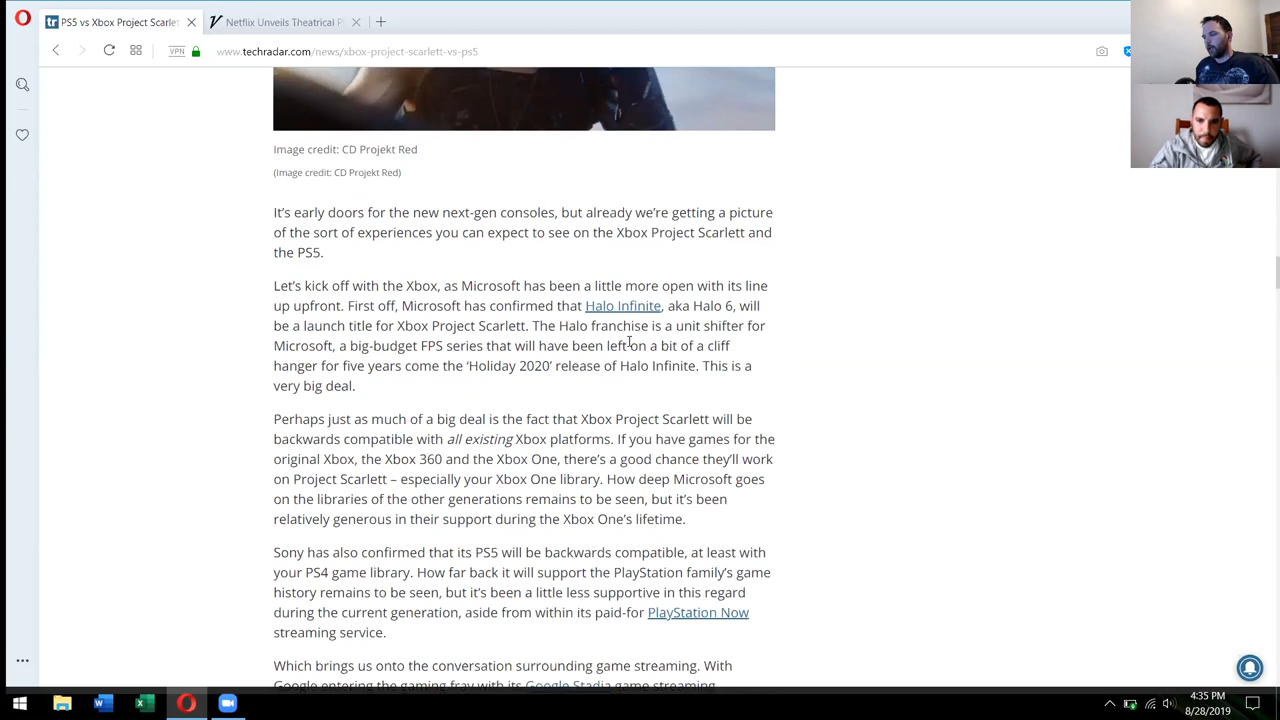 PS5 vs Xbox Project Scarlet
Netflix Unveils Theatrical P
VPN
www.techradar.com/news/xbox-project-scarlett-vs-ps5
Image credit: CD Projekt Red
(Image credit: CD Projekt Red)
It's early doors for the new next-gen consoles, but already we're getting a picture
of the sort of experiences you can expect to see on the Xbox Project Scarlett and
the PS5.
Let's kick off with the Xbox, as Microsoft has been a little more open with its line
up upfront. First off, Microsoft has confirmed that Halo Infinite, aka Halo 6, will
be a launch title for Xbox Project Scarlett. The Halo franchise is a unit shifter for
Microsoft, a big-budget FPS series that will have been left on a bit of a cliff
hanger for five years come the 'Holiday 2020' release of Halo Infinite. This is a
very big deal.
Perhaps just as much of a big deal is the fact that Xbox Project Scarlett will be
backwards compatible with all existing Xbox platforms. If you have games for the
original Xbox, the Xbox 360 and the Xbox One, there's a good chance they'll work
on Project Scarlett – especially your Xbox One library. How deep Microsoft goes
on the libraries of the other generations remains to be seen, but it's been
relatively generous in their support during the Xbox One's lifetime.
Sony has also confirmed that its PS5 will be backwards compatible, at least with
your PS4 game library. How far back it will support the PlayStation family's game
history remains to be seen, but it's been a little less supportive in this regard
during the current generation, aside from within its paid-for PlayStation Now
streaming service.
Which brings us onto the conversation surrounding game streaming. With
Google entering the gaming fray with its Google Stadia game streaming
4:35 PM
8/28/2019